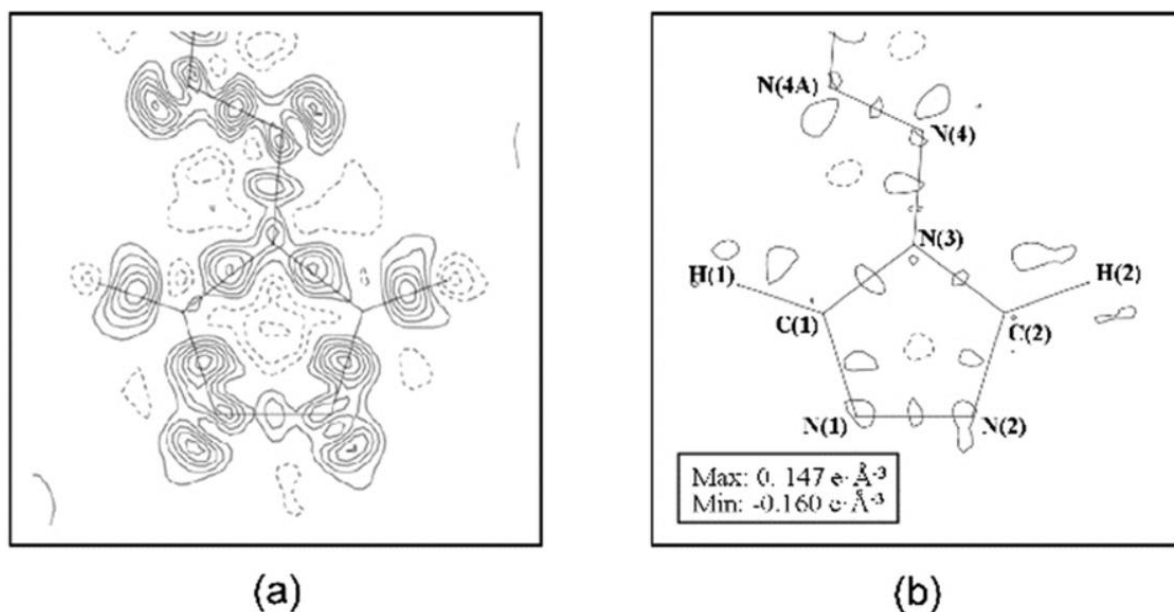 N(4A)
N(4)
N(3)
H(1)
H(2)
C(1)
C(2)
N(1)
N(2)
Max: 0. 147 e·Å⁻³
Min: -0.160 e·Å⁻³
(a)
(b)